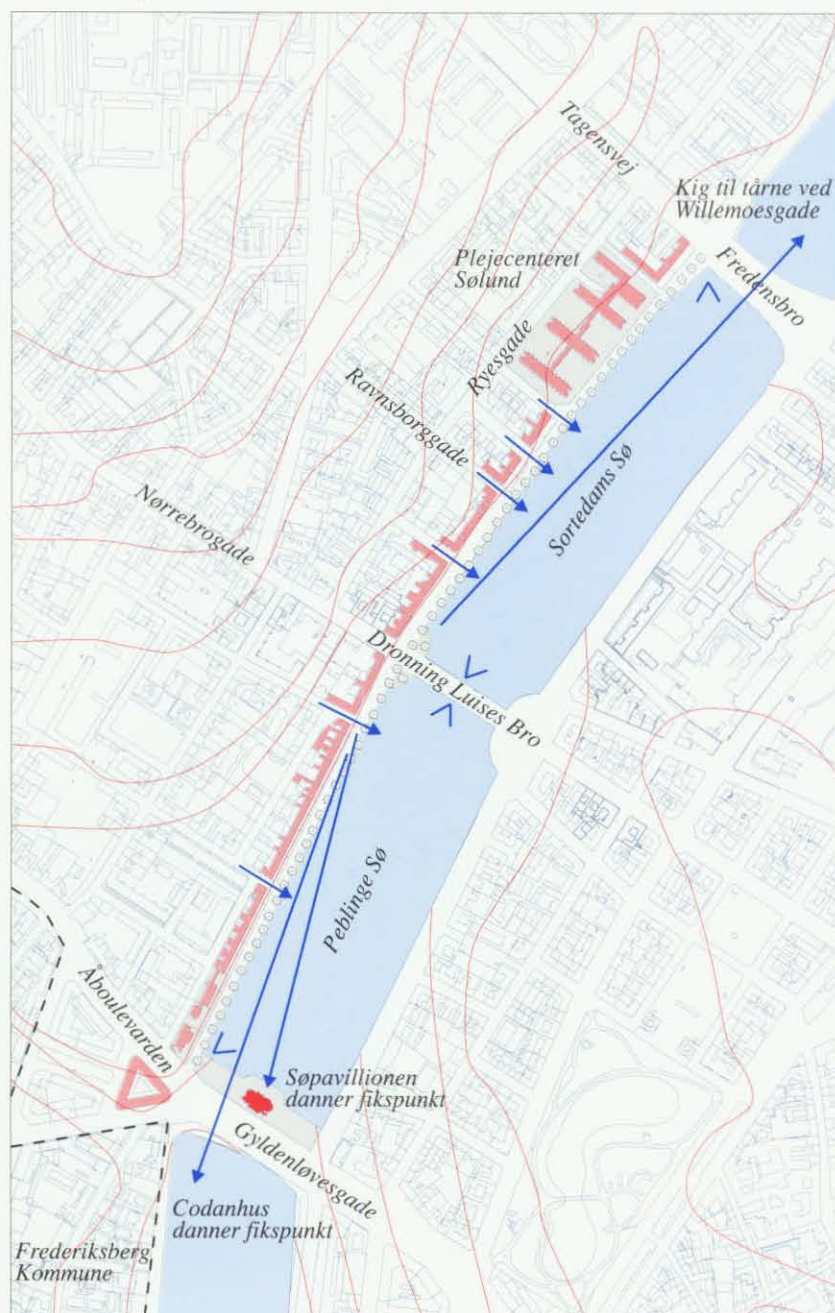 Tagensvej
Kig til tårne ved
Willemoesgade
Plejecenteret
Sølund
Fredensbro
Ryesgade
Ravnsborggade
Sortedams Sø
Nørrebrogade
Dronning Luises Bro
Peblinge Sø
Åboulevarden
Søpavillionen
danner fikspunkt
Gyldenløvesgade
Codanhus
danner fikspunkt
Frederiksberg
Kommune